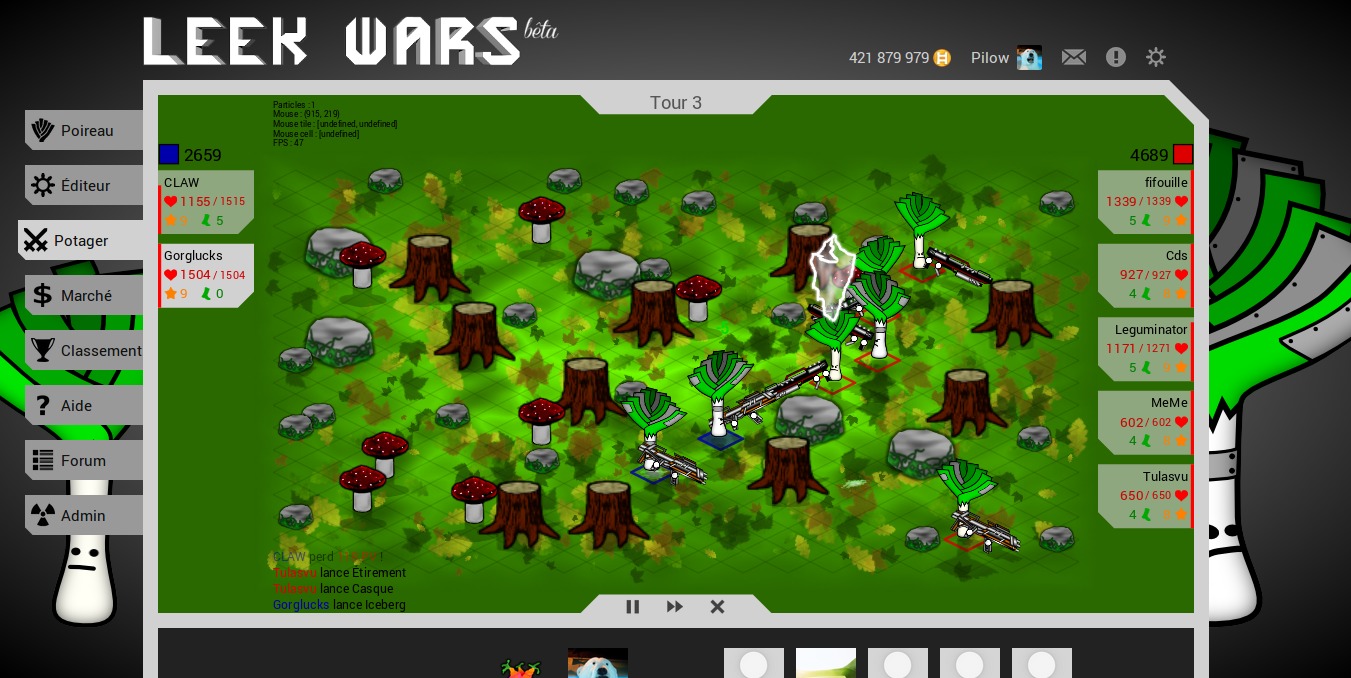 LEEK WARS bêta
421 879 979 Pilow
Poireau
Éditeur
Potager
Marché
Classement
Aide
Forum
Admin
Tour 3
Particles : 1
Mouse : (915, 219)
Mouse tile : [undefined, undefined]
Mouse cell : [undefined]
FPS : 47
2659
CLAW
1155 / 1515
5
Gorglucks
1504 / 1504
9 0
4689
fifouille
1339 / 1339
5
Cds
927 / 927
4
Leguminator
1171 / 1271
5
MeMe
602 / 602
4
Tulasvu
650 / 650
4
CLAW perd
Tulasvu lance Étirement
Tulasvu lance Casque
Gorglucks lance Iceberg